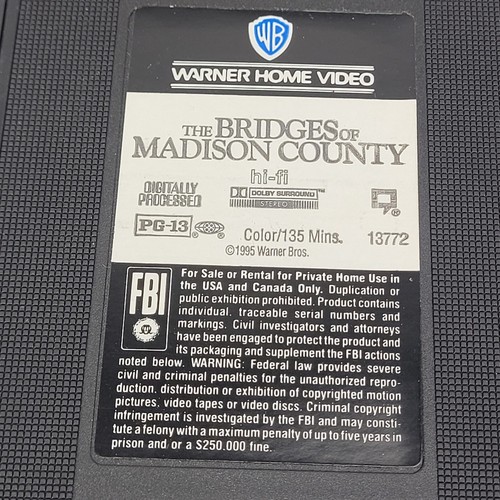 WB
WARNER HOME VIDEO
THE BRIDGES OF
MADISON COUNTY
hi-fi
DIGITALLY
PROCESSED
DOLBY SURROUND™
STEREO
PG-13 ®
®
Color/135 Mins.
13772
©1995 Warner Bros.
FBI
For Sale or Rental for Private Home Use in
the USA and Canada Only. Duplication or
public exhibition prohibited. Product contains
individual, traceable serial numbers and
markings. Civil investigators and attorneys
have been engaged to protect the product and
its packaging and supplement the FBI actions
noted below. WARNING: Federal law provides severe
civil and criminal penalties for the unauthorized repro-
duction, distribution or exhibition of copyrighted motion
pictures, video tapes or video discs. Criminal copyright
infringement is investigated by the FBI and may consti-
tute a felony with a maximum penalty of up to five years in
prison and or a $250.000 fine.